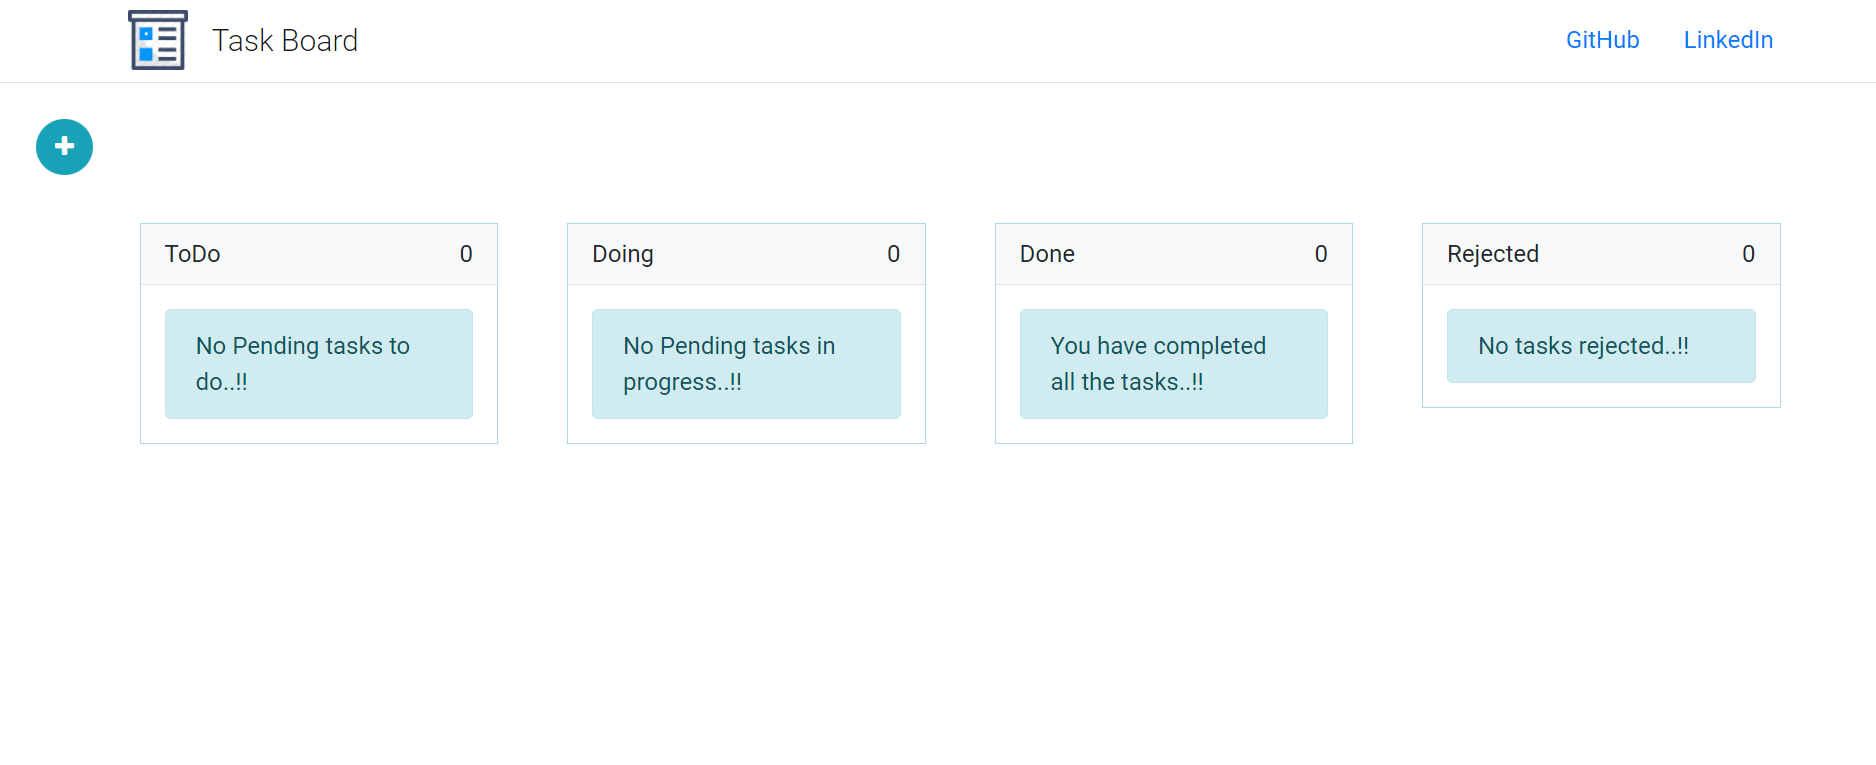 Task Board
GitHub LinkedIn
ToDo 0
No Pending tasks to
do..!!
Doing 0
No Pending tasks in
progress..!!
Done 0
You have completed
all the tasks..!!
Rejected 0
No tasks rejected..!!